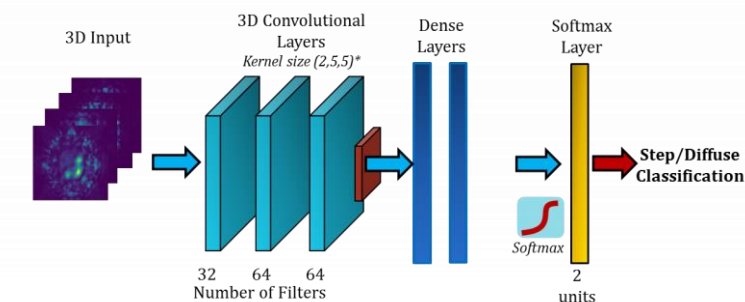 3D Input
3D Convolutional
Layers
Kernel size (2,5,5)*
Dense
Layers
Softmax
Layer
Step/Diffuse
Classification
Softmax
32 64 64
Number of Filters
2
units